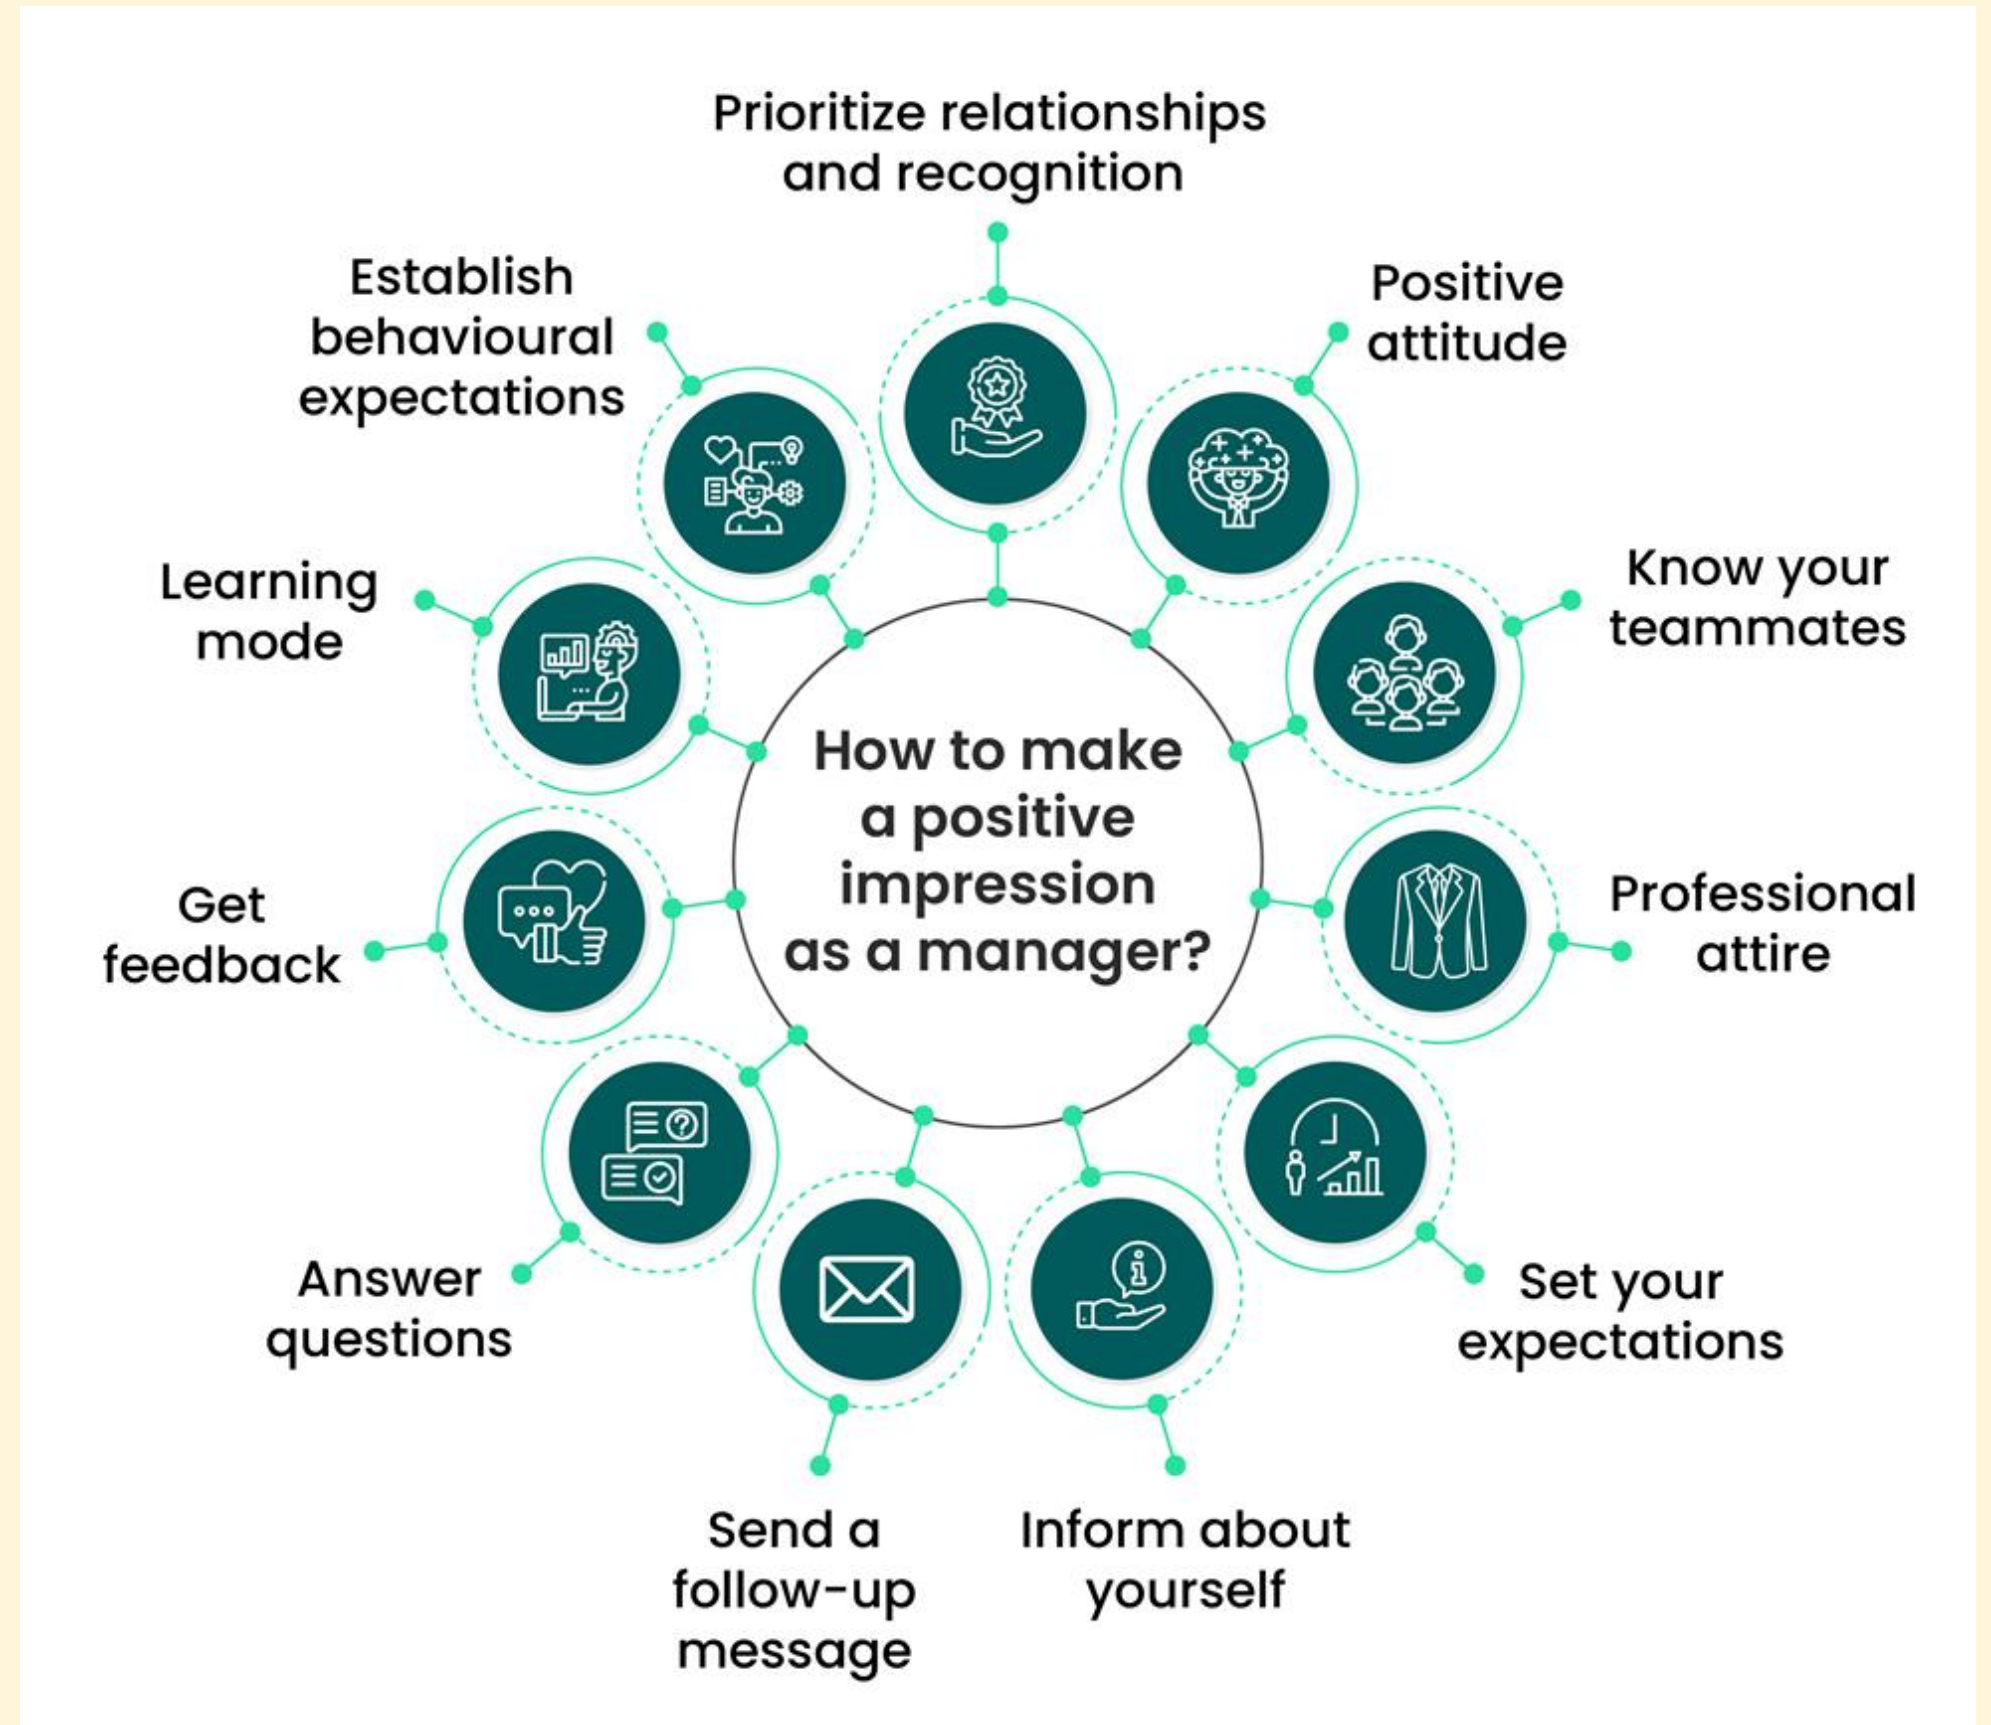 Prioritize relationships
and recognition
Positive
attitude
Know your
teammates
Professional
attire
Set your
expectations
Inform about
yourself
Send a
follow-up
message
Answer
questions
Get
feedback
Learning
mode
Establish
behavioural
expectations
How to make
a positive
impression
as a manager?